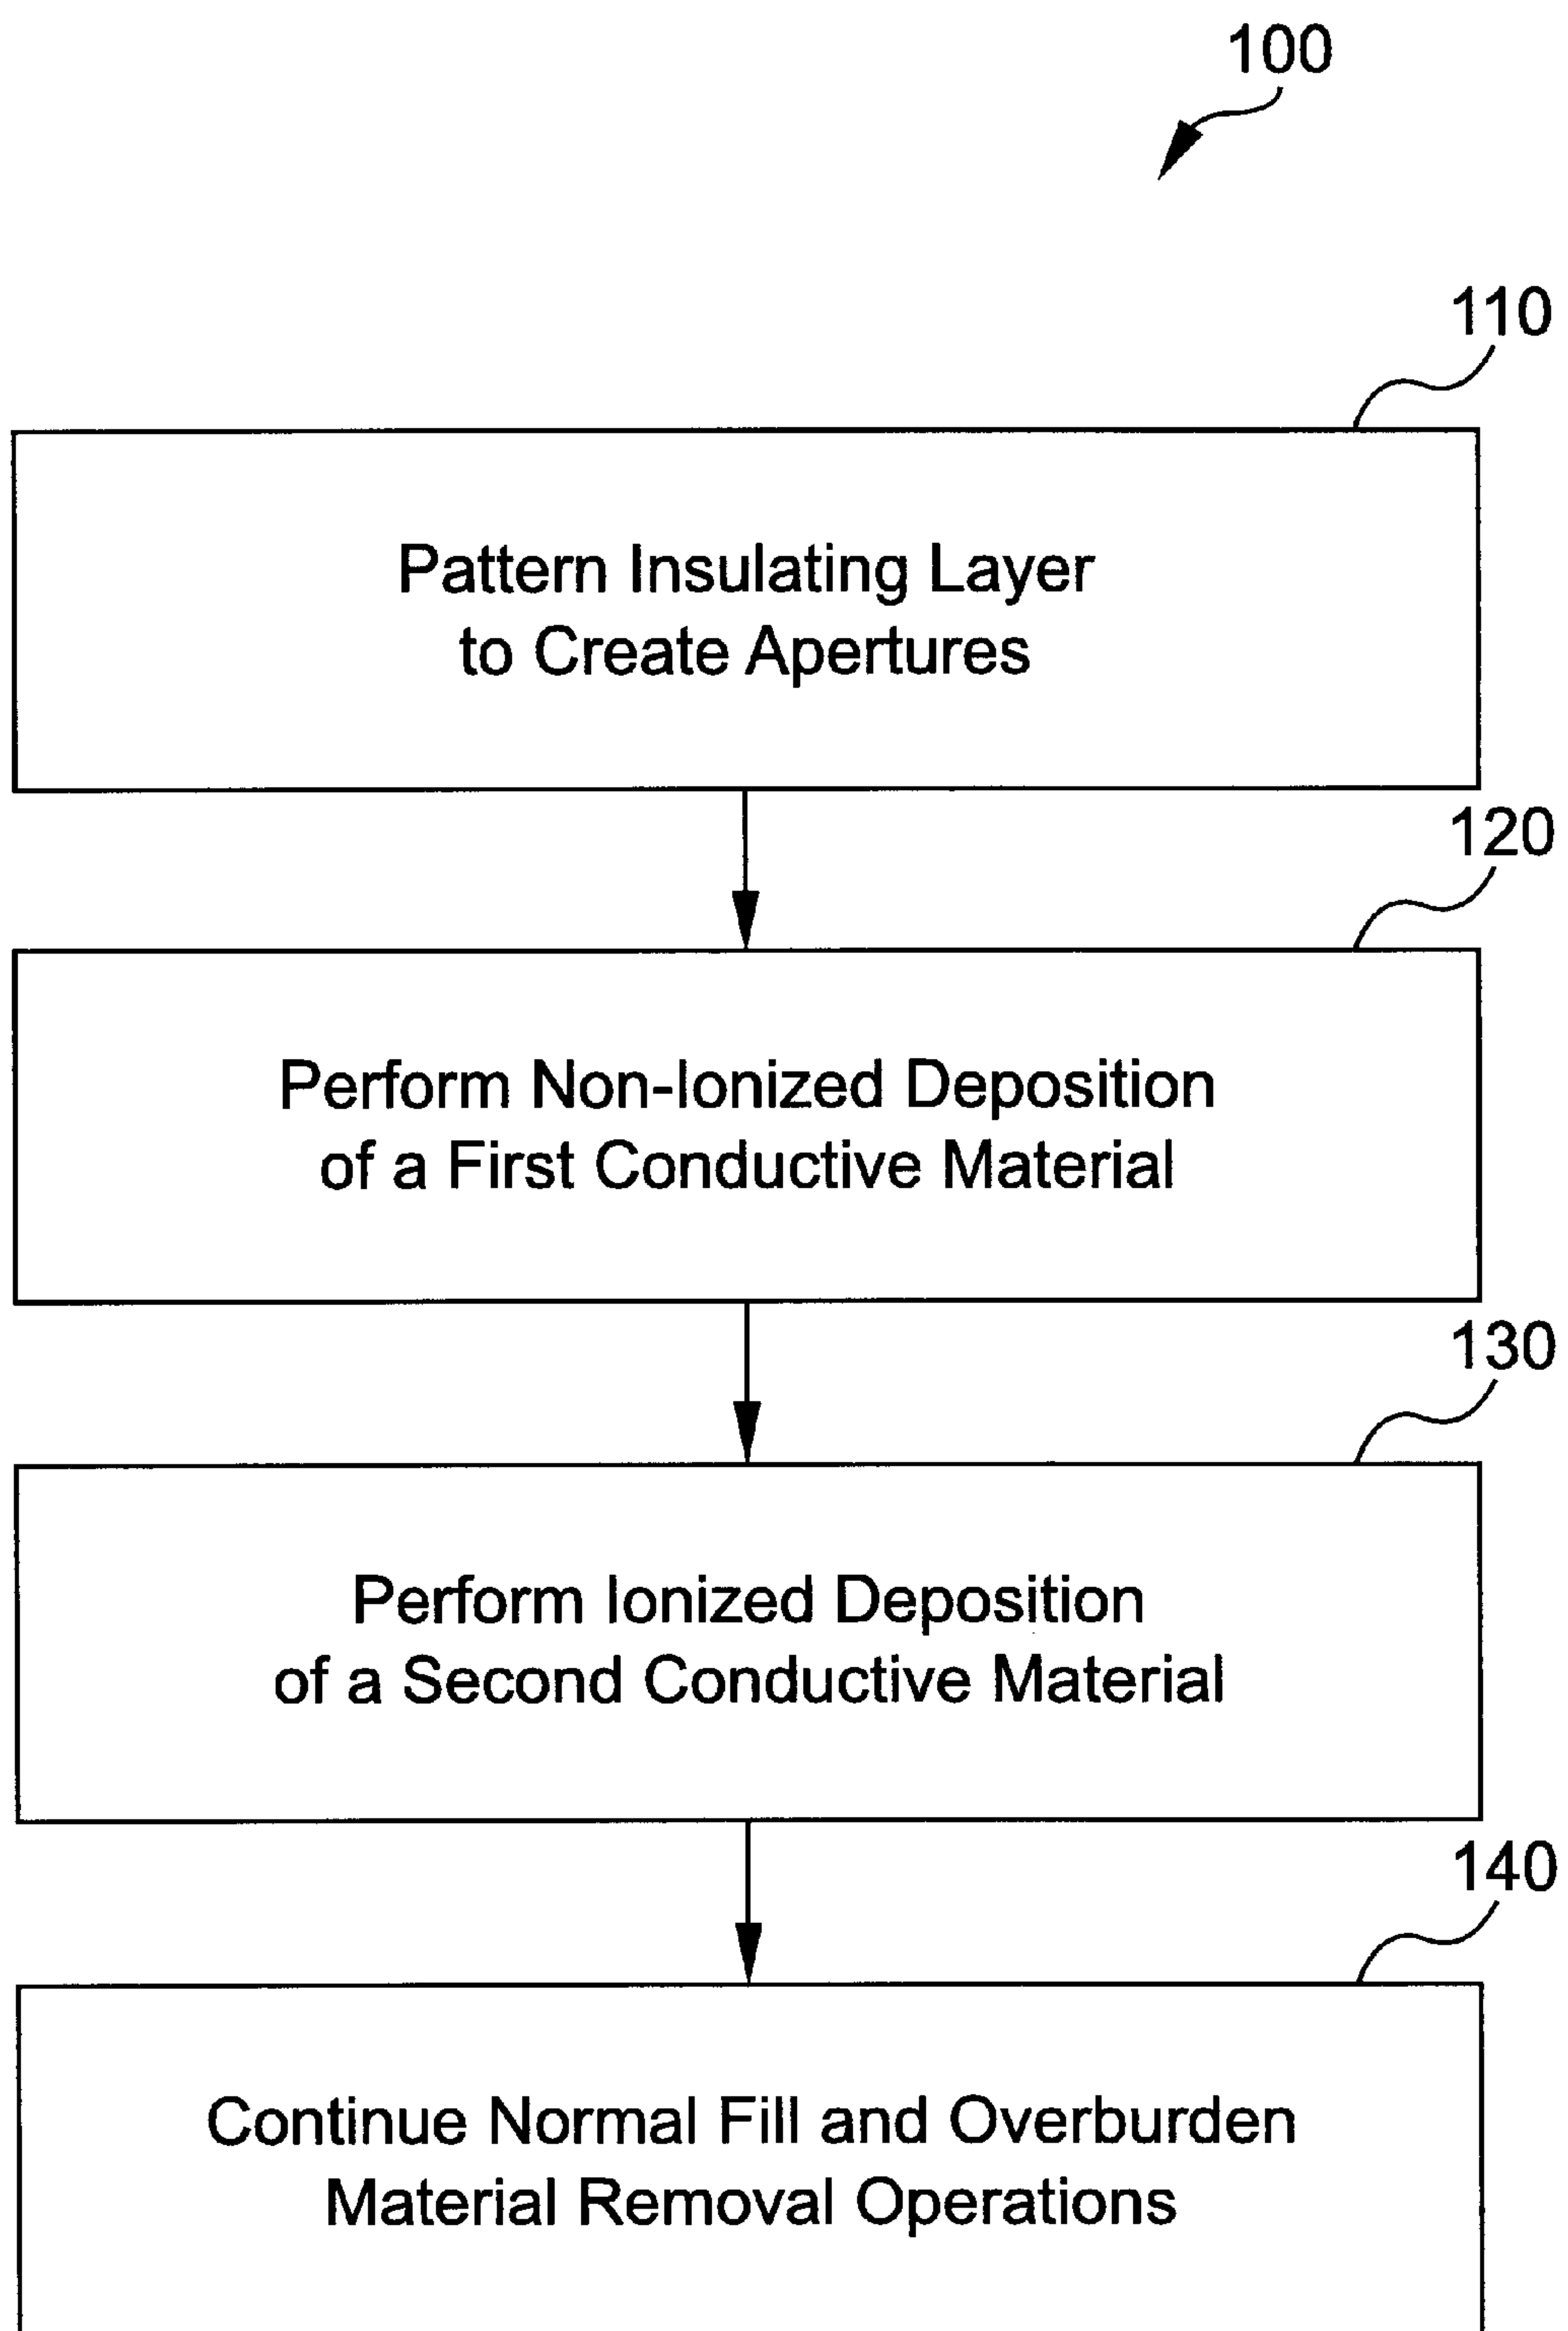 100
110
Pattern Insulating Layer
to Create Apertures
120
Perform Non-Ionized Deposition
of a First Conductive Material
130
Perform Ionized Deposition
of a Second Conductive Material
140
Continue Normal Fill and Overburden
Material Removal Operations